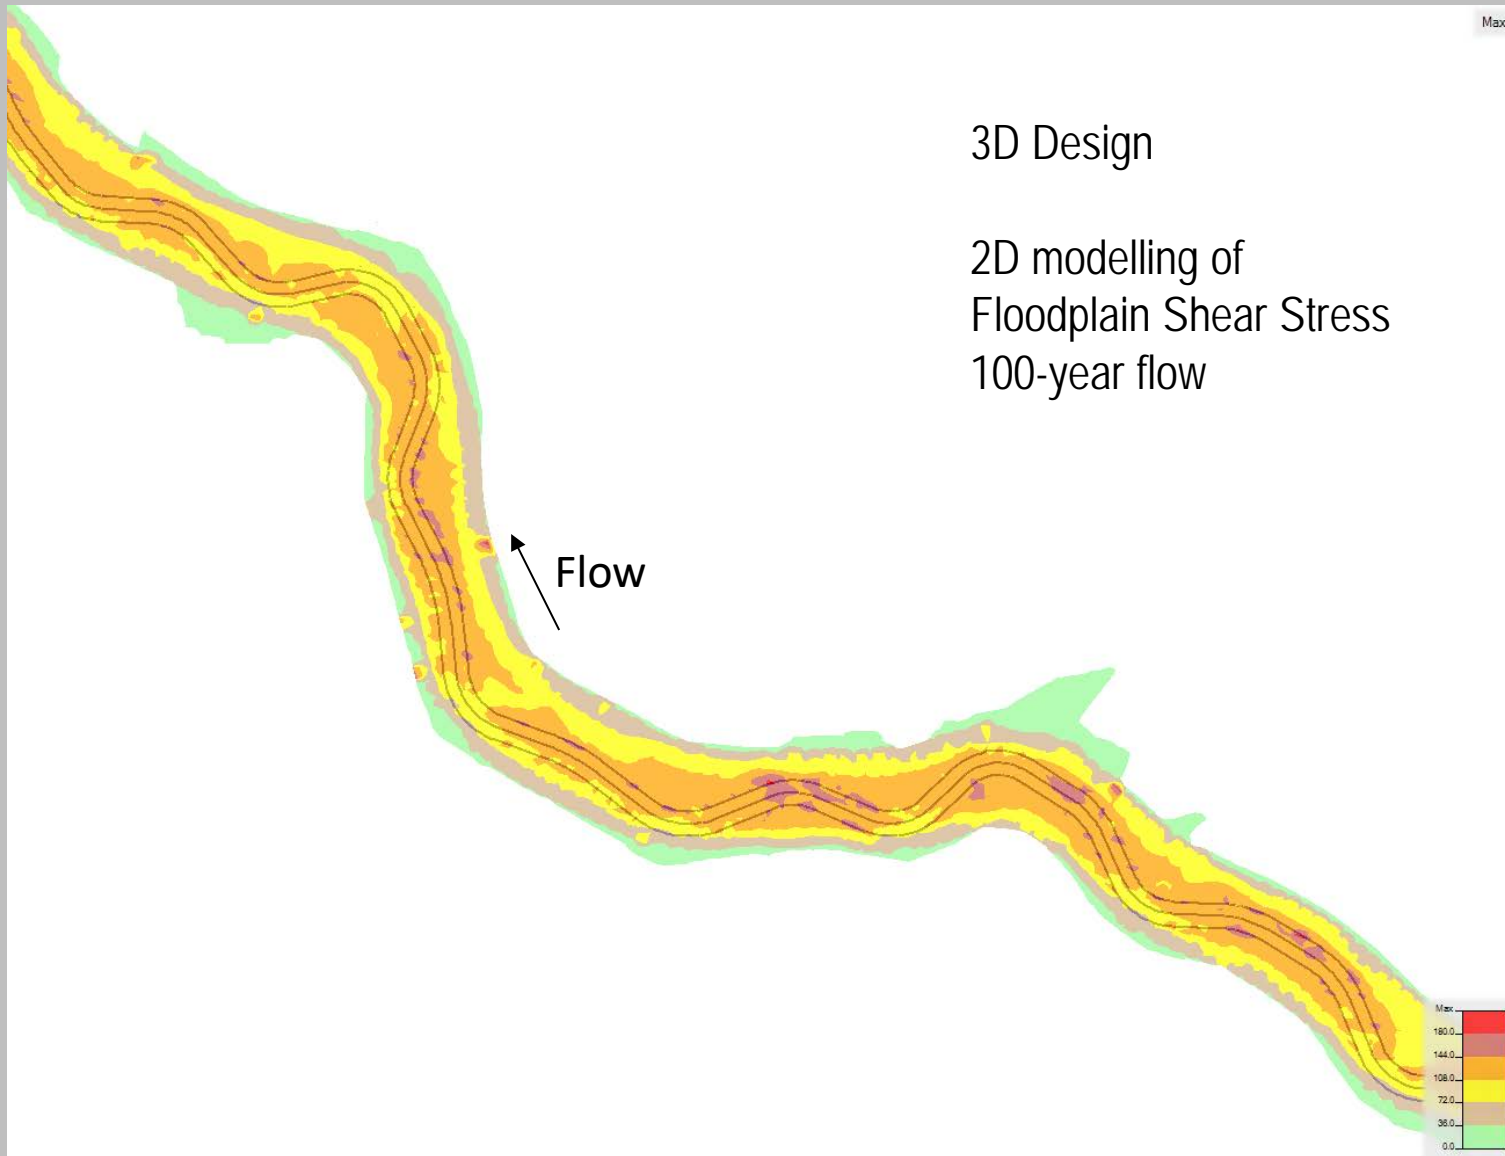 Max
3D Design
2D modelling of
Floodplain Shear Stress
100-year flow
Flow
Max
180.0
144.0
108.0
72.0
36.0
0.0